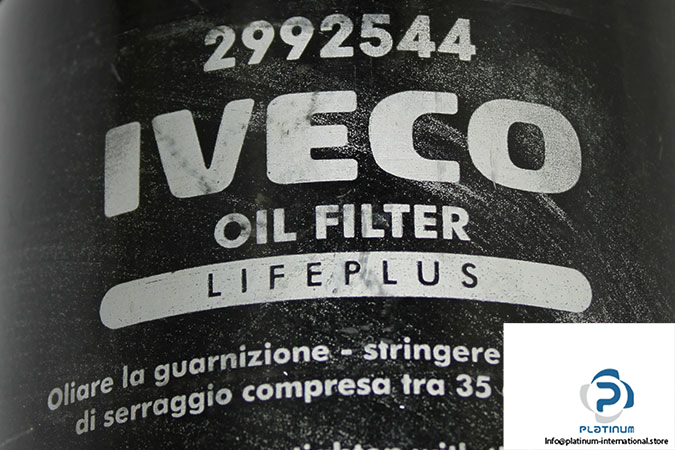 2992544
IVECO
OIL FILTER
LIFEPLUS
Oliare la guarnizione - stringere
di serraggio compresa tra 35
PLATINUM
Info@platinum-international.store